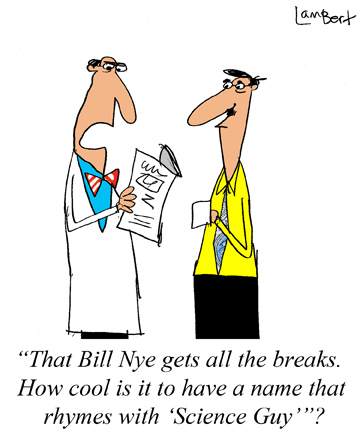 Lambert
“That Bill Nye gets all the breaks.
How cool is it to have a name that
rhymes with ‘Science Guy’”?